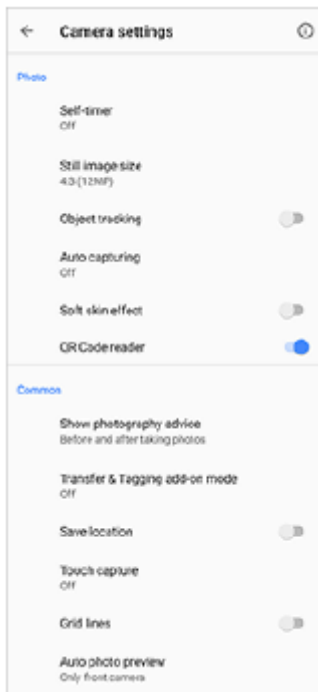 Camera settings
Photo
Self-timer
Off
Still image size
4:3 (12MP)
Object tracking
Auto capturing
Off
Soft skin effect
QR Code reader
Common
Show photography advice
Before and after taking photos
Transfer & Tagging add-on mode
Off
Save location
Touch capture
Off
Grid lines
Auto photo preview
Only front camera